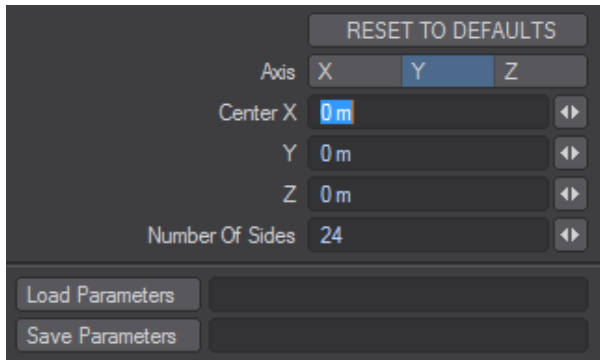 RESET TO DEFAULTS
Axis X Y Z
Center X 0 m
Y 0 m
Z 0 m
Number Of Sides 24
Load Parameters
Save Parameters